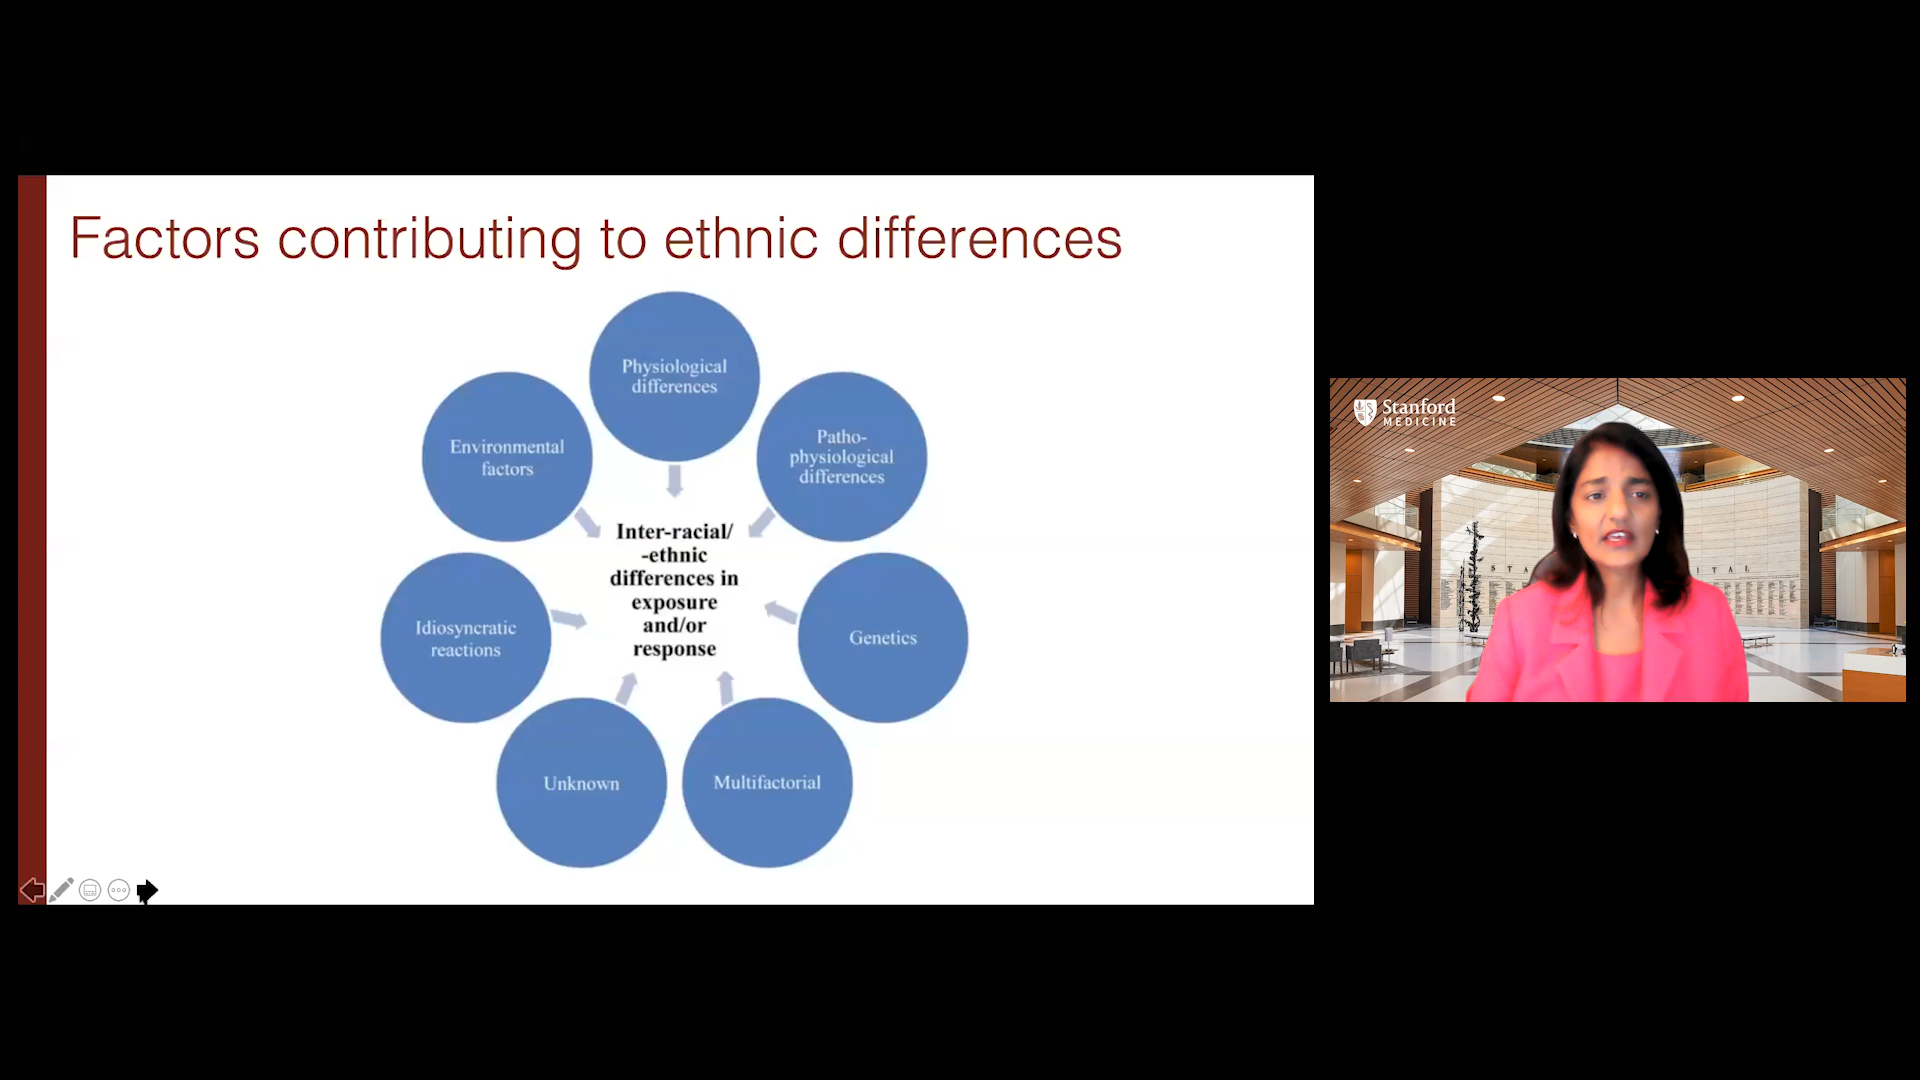 Factors contributing to ethnic differences
Physiological
differences
Patho-
physiological
differences
Genetics
Multifactorial
Unknown
Idiosyncratic
reactions
Environmental
factors
Inter-racial/
-ethnic
differences in
exposure
and/or
response
Stanford
MEDICINE